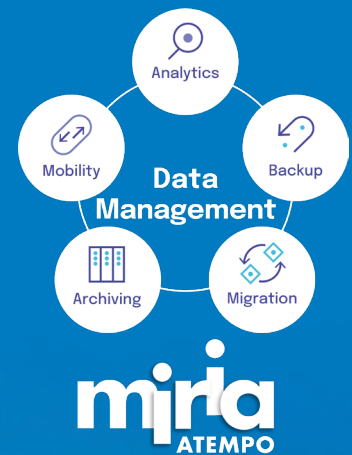 Analytics
Mobility
Backup
Data
Management
Archiving
Migration
miria
ATEMPO